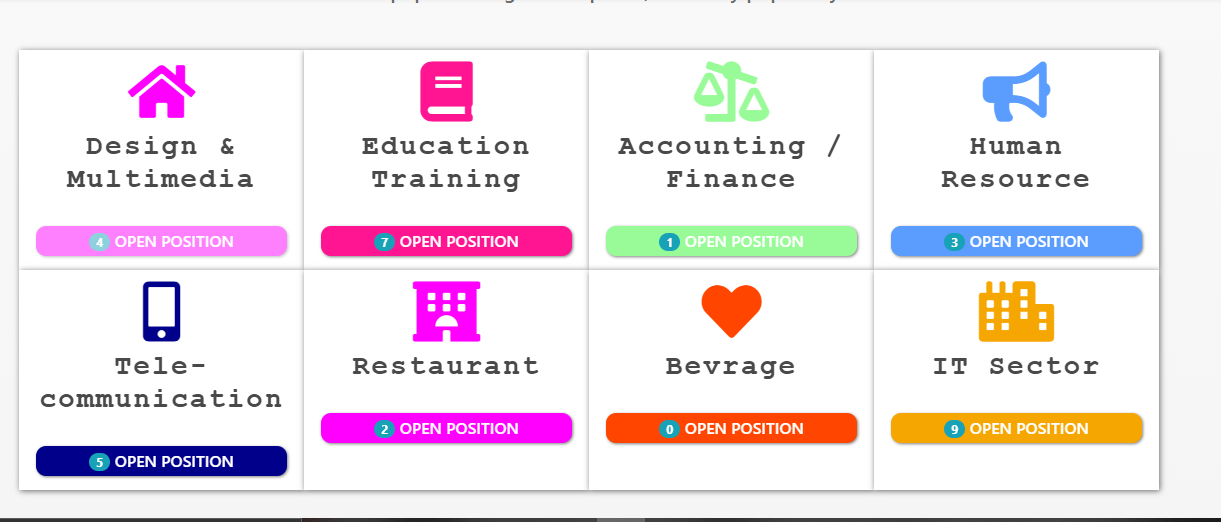 Design &
Multimedia
4 OPEN POSITION
Education
Training
7 OPEN POSITION
Accounting /
Finance
1 OPEN POSITION
Human
Resource
3 OPEN POSITION
Tele-
communication
5 OPEN POSITION
Restaurant
2 OPEN POSITION
Bevrage
0 OPEN POSITION
IT Sector
9 OPEN POSITION